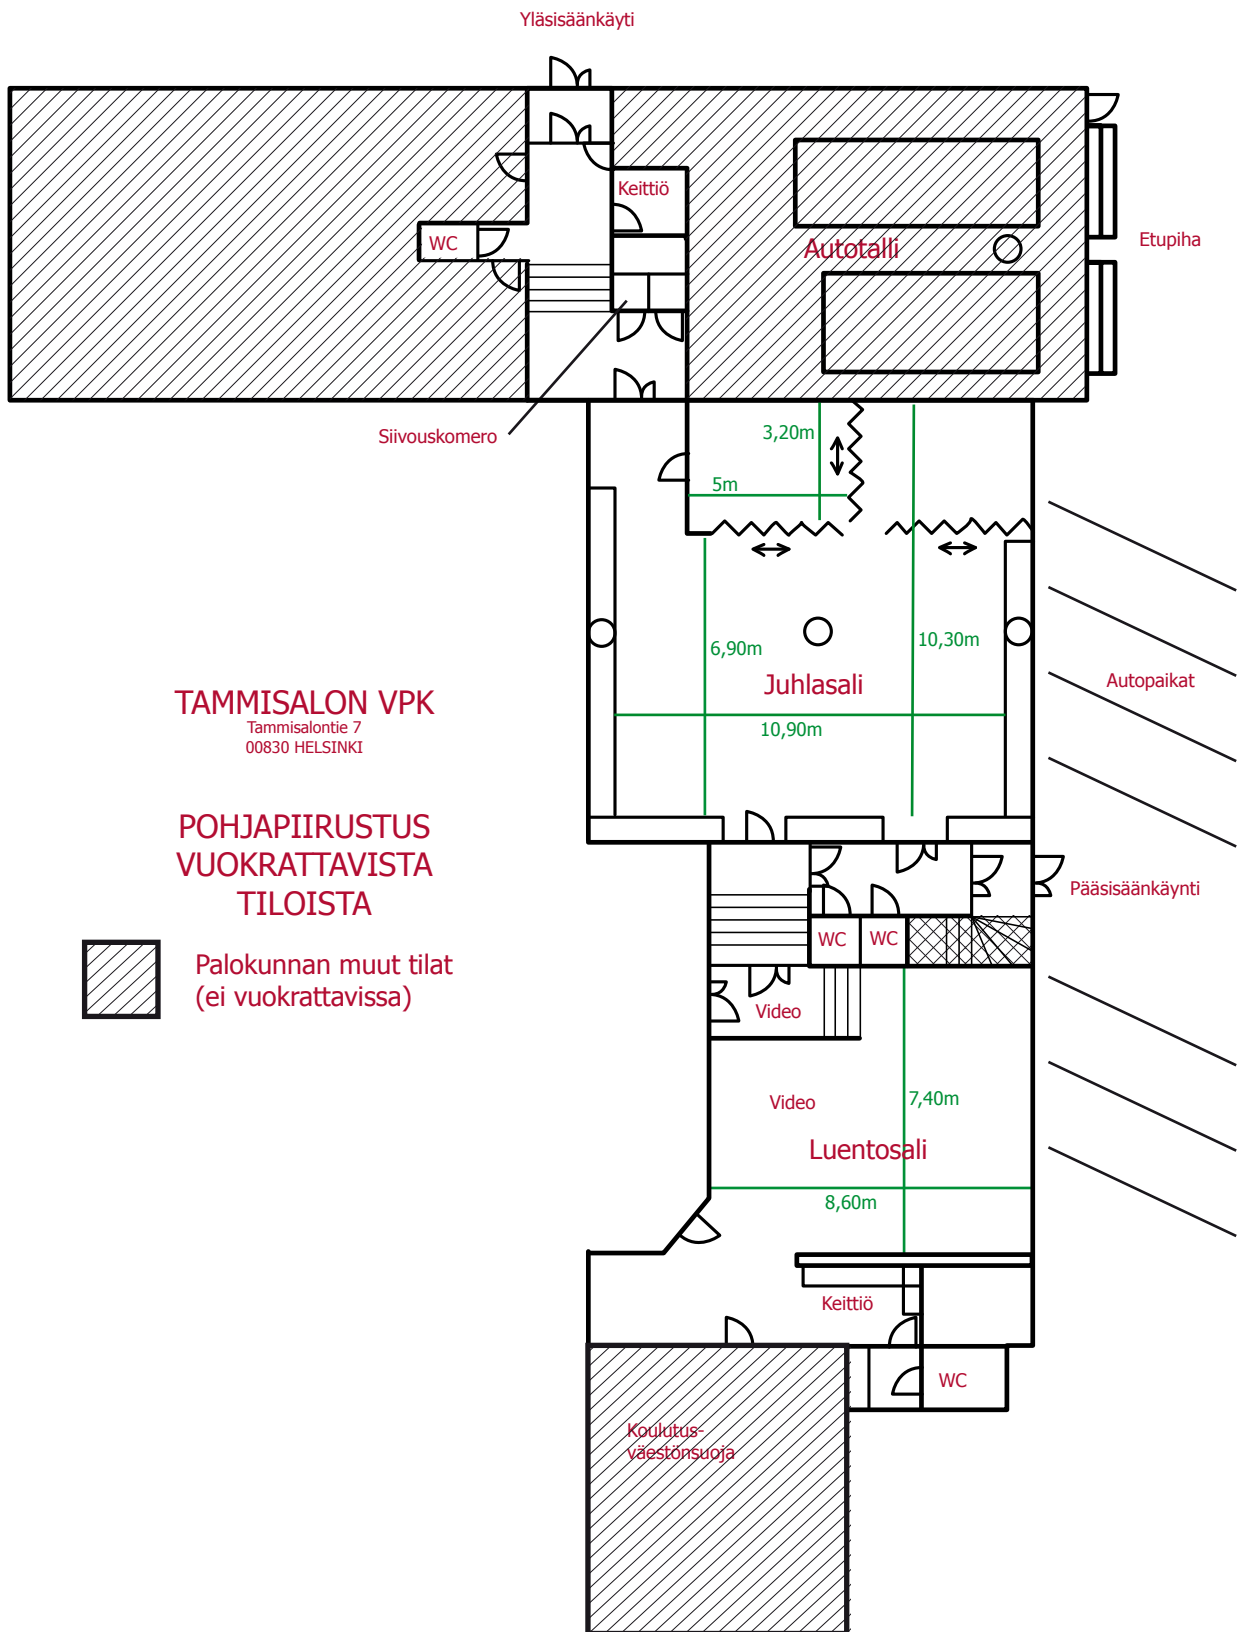 Yläsisäänkäyti
Keittiö
WC
Autotalli
Etupiha
Siivouskomero
3,20m
5m
6,90m
10,30m
Juhlasali
10,90m
Autopaikat
TAMMISALON VPK
Tammisalontie 7
00830 HELSINKI
POHJAPIIRUSTUS
VUOKRATTAVISTA
TILOISTA
Palokunnan muut tilat
(ei vuokrattavissa)
Pääsisäänkäynti
WC
WC
Video
Video
7,40m
Luentosali
8,60m
Keittiö
WC
Koulutus-
väestönsuoja